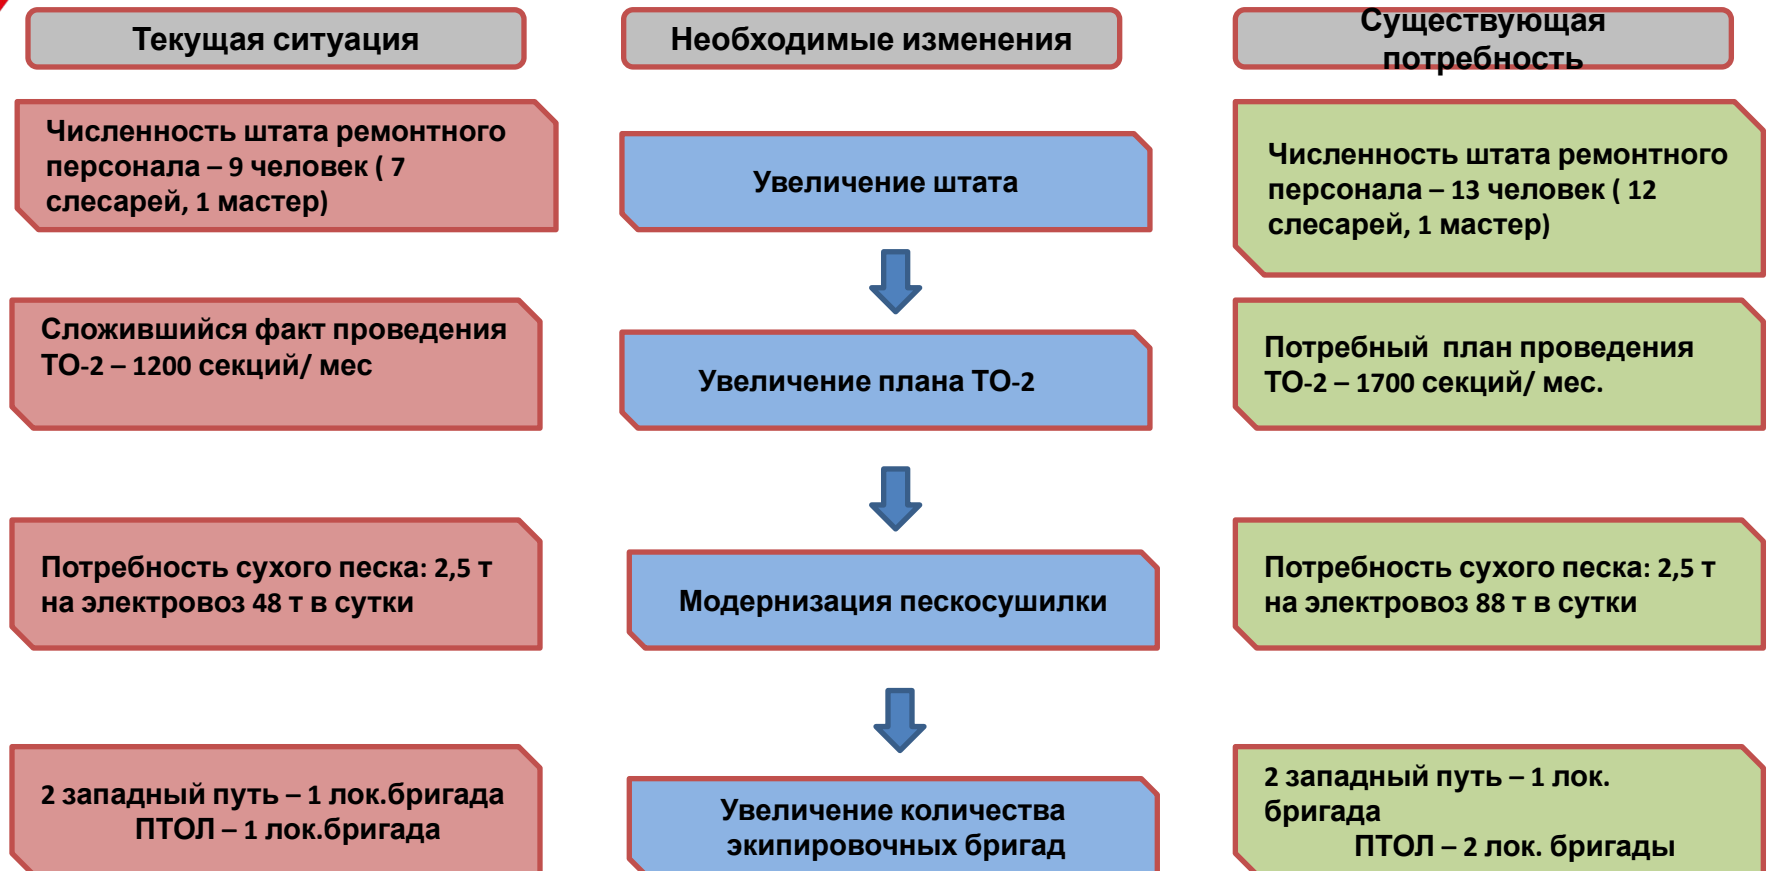 Текущая ситуация
Необходимые изменения
Существующая
потребность
Численность штата ремонтного
персонала – 9 человек ( 7
слесарей, 1 мастер)
Увеличение штата
Численность штата ремонтного
персонала – 13 человек ( 12
слесарей, 1 мастер)
Сложившийся факт проведения
ТО-2 – 1200 секций/ мес
Увеличение плана ТО-2
Потребный план проведения
ТО-2 – 1700 секций/ мес.
Потребность сухого песка: 2,5 т
на электровоз 48 т в сутки
Модернизация пескосушилки
Потребность сухого песка: 2,5 т
на электровоз 88 т в сутки
2 западный путь – 1 лок.бригада
ПТОЛ – 1 лок.бригада
Увеличение количества
экипировочных бригад
2 западный путь – 1 лок.
бригада
ПТОЛ – 2 лок. бригады